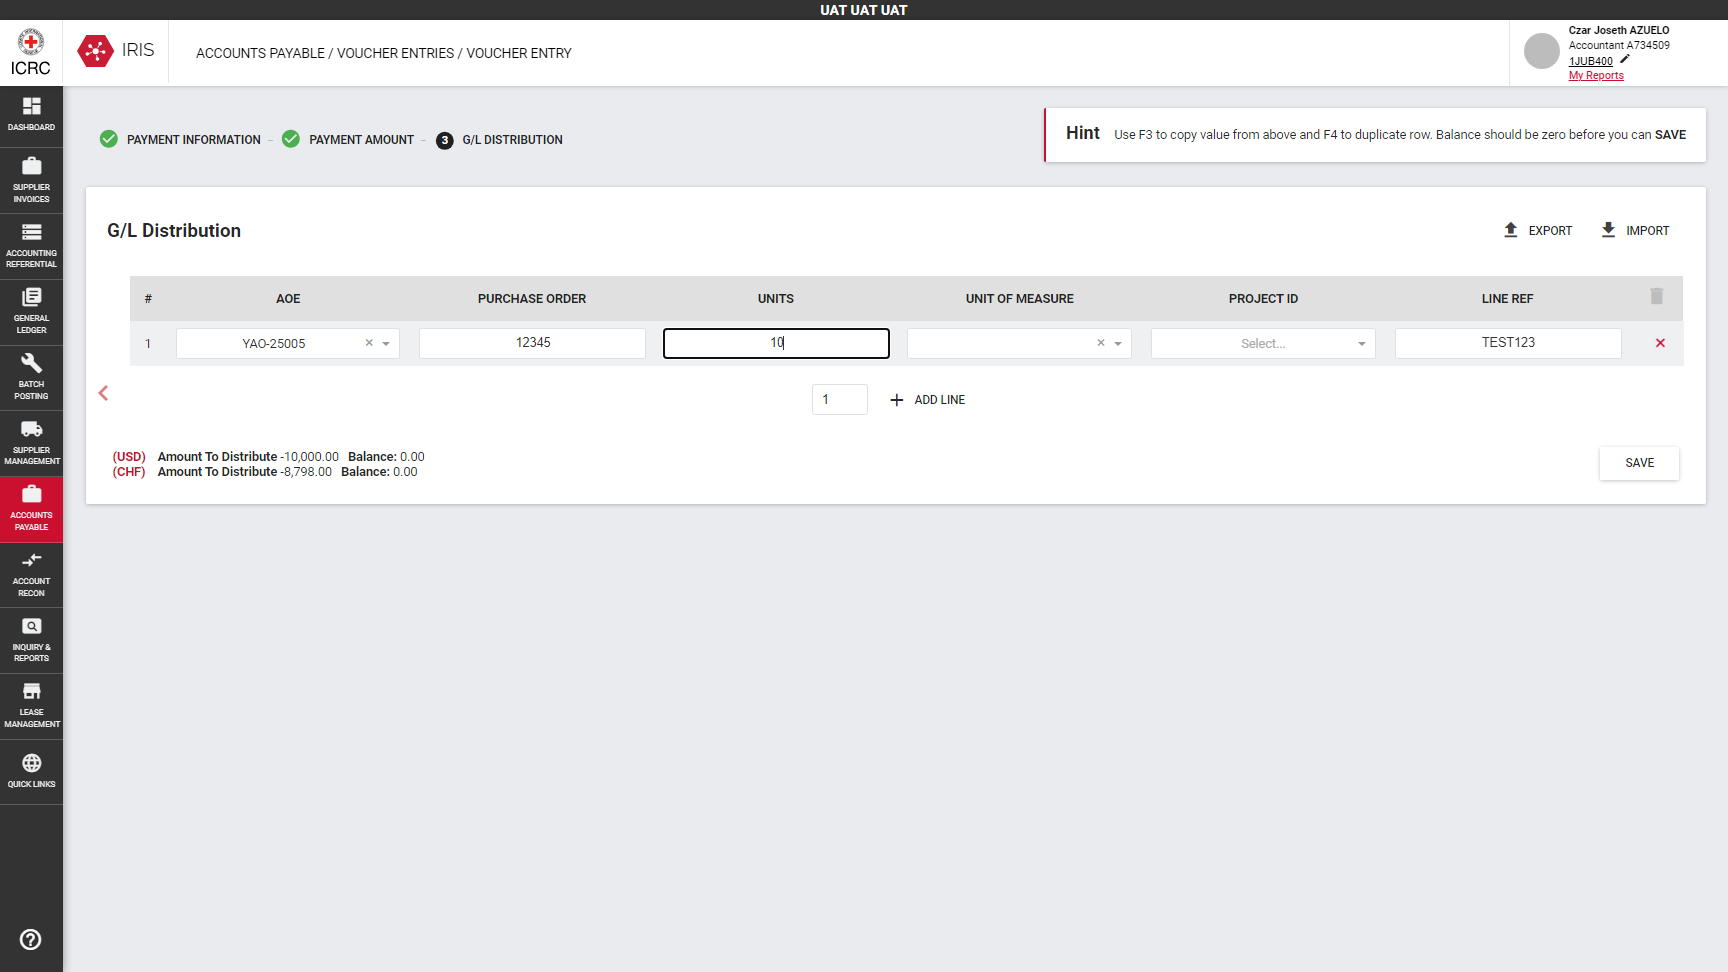 UAT UAT UAT
ICRC
IRIS
ACCOUNTS PAYABLE / VOUCHER ENTRIES / VOUCHER ENTRY
Czar Joseth AZUELO
Accountant A734509
1JUB400
My Reports
DASHBOARD
SUPPLIER
INVOICES
ACCOUNTING
REFERENTIAL
GENERAL
LEDGER
BATCH
POSTING
SUPPLIER
MANAGEMENT
ACCOUNTS
PAYABLE
ACCOUNT
RECON
INQUIRY &
REPORTS
LEASE
MANAGEMENT
QUICK LINKS
PAYMENT INFORMATION – PAYMENT AMOUNT – 3 G/L DISTRIBUTION
Hint Use F3 to copy value from above and F4 to duplicate row. Balance should be zero before you can SAVE
G/L Distribution
EXPORT IMPORT
# AOE PURCHASE ORDER UNITS UNIT OF MEASURE PROJECT ID LINE REF
1 YAO-25005 12345 10 Select... TEST123
1 ADD LINE
(USD) Amount To Distribute -10,000.00 Balance: 0.00
(CHF) Amount To Distribute -8,798.00 Balance: 0.00
SAVE